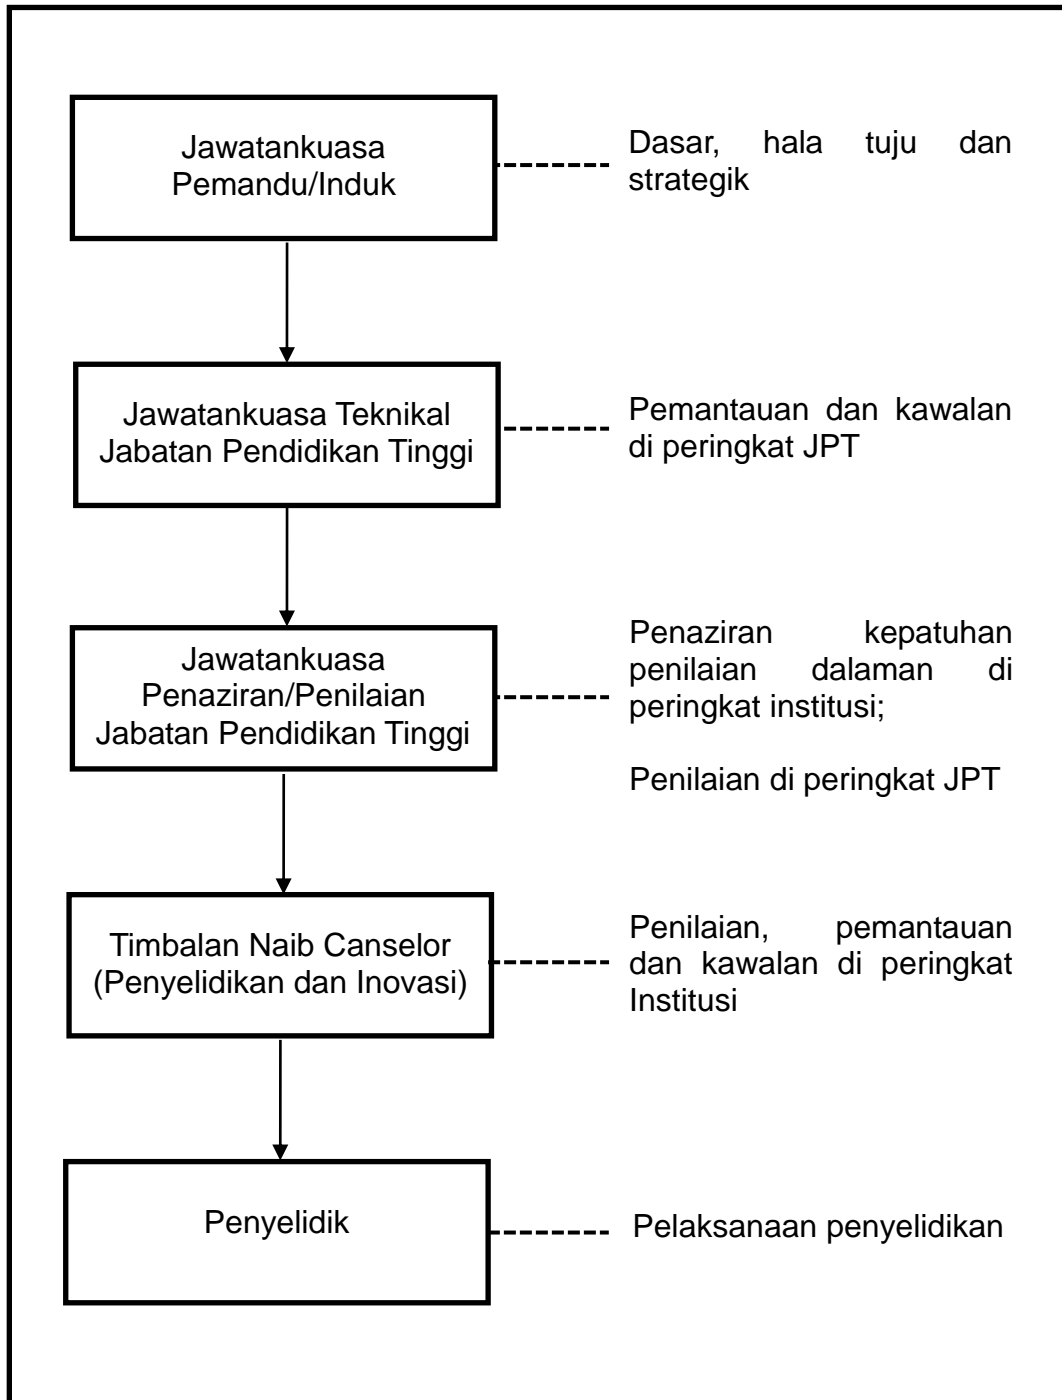 Jawatankuasa
Pemandu/Induk
Dasar, hala tuju dan
strategik
Jawatankuasa Teknikal
Jabatan Pendidikan Tinggi
Pemantauan dan kawalan
di peringkat JPT
Jawatankuasa
Penaziran/Penilaian
Jabatan Pendidikan Tinggi
Penaziran kepatuhan
penilaian dalaman di
peringkat institusi;
Penilaian di peringkat JPT
Timbalan Naib Canselor
(Penyelidikan dan Inovasi)
Penilaian, pemantauan
dan kawalan di peringkat
Institusi
Penyelidik
Pelaksanaan penyelidikan